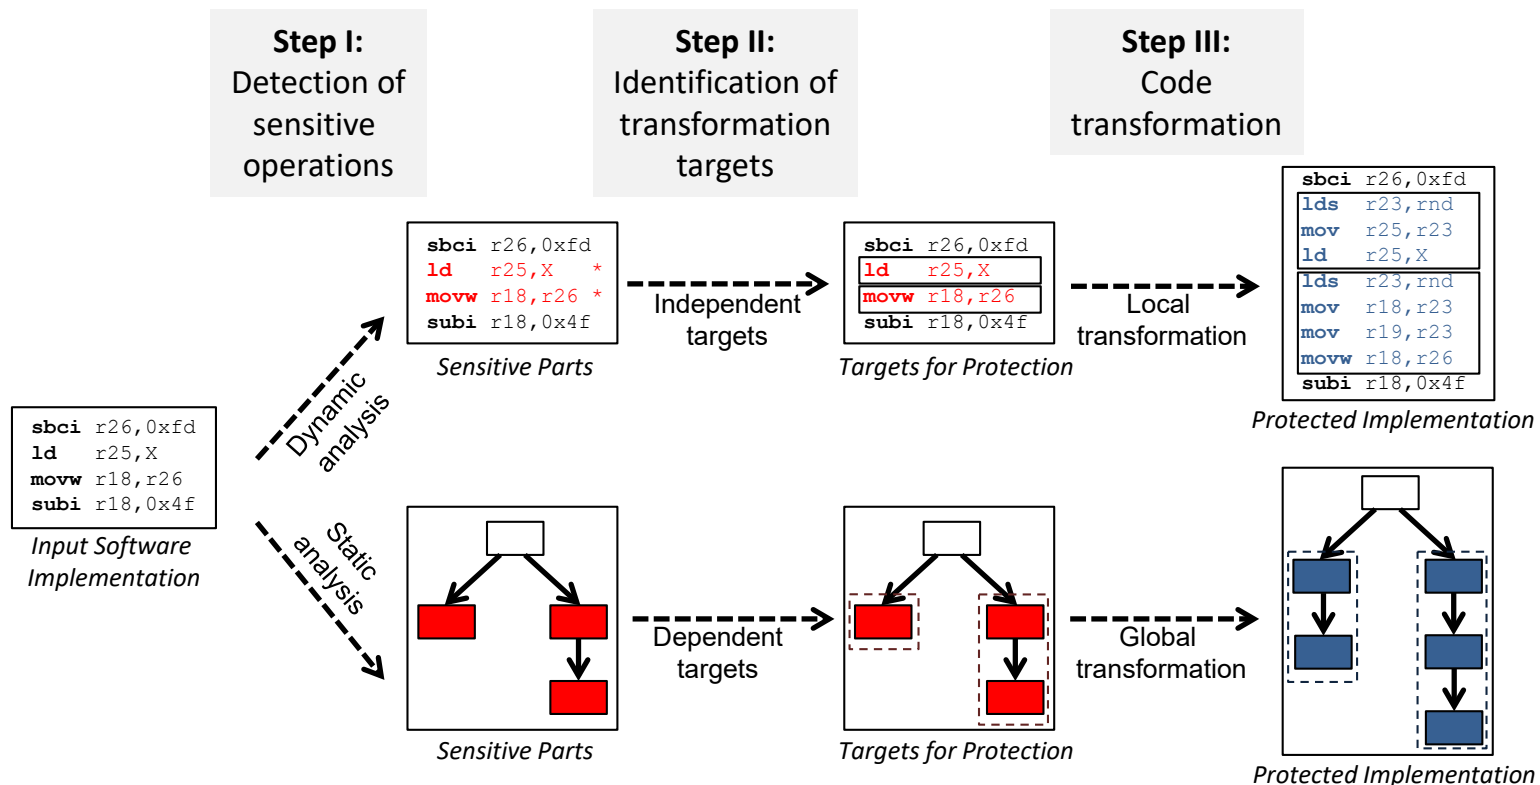 Step I:
Detection of
sensitive
operations
Step II:
Identification of
transformation
targets
Step III:
Code
transformation
sbci r26,0xfd
ld r25,X
movw r18,r26
subi r18,0x4f
Input Software
Implementation
Dynamic
analysis
Static
analysis
sbci r26,0xfd
ld r25,X *
movw r18,r26 *
subi r18,0x4f
Sensitive Parts
Independent
targets
sbci r26,0xfd
ld r25,X
movw r18,r26
subi r18,0x4f
Targets for Protection
Local
transformation
sbci r26,0xfd
lds r23,rnd
mov r25,r23
ld r25,X
lds r23,rnd
mov r18,r23
mov r19,r23
movw r18,r26
subi r18,0x4f
Protected Implementation
Sensitive Parts
Dependent
targets
Targets for Protection
Global
transformation
Protected Implementation